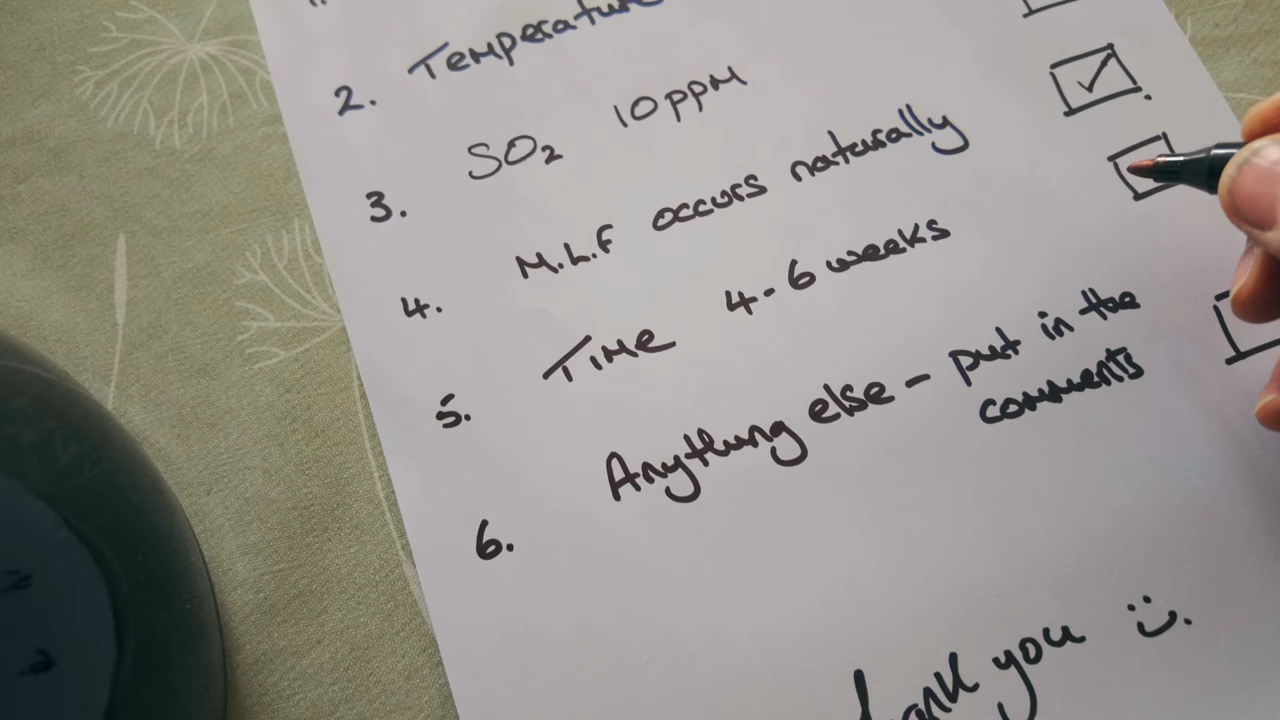 1.
2. Temperature
3. SO2 10ppm
4. M.L.F occurs naturally
5. Time 4-6 weeks
6. Anything else - put in the
comments
you :).